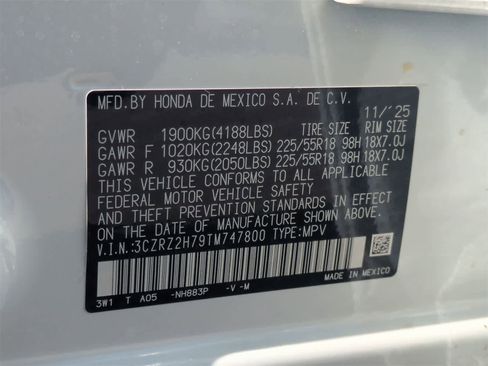 MFD. BY HONDA DE MEXICO S.A. DE C.V.
11/'25
GVWR 1900KG(4188LBS) TIRE SIZE RIM SIZE
GAWR F 1020KG(2248LBS) 225/55R18 98H 18X7.0J
GAWR R 930KG(2050LBS) 225/55R18 98H 18X7.0J
THIS VEHICLE CONFORMS TO ALL APPLICABLE
FEDERAL MOTOR VEHICLE SAFETY
AND THEFT PREVENTION STANDARDS IN EFFECT
ON THE DATE OF MANUFACTURE SHOWN ABOVE.
V.I.N.:3CZRZ2H79TM747800 TYPE:MPV
3W1 T A05 -NH883P -V -M
MADE IN MEXICO